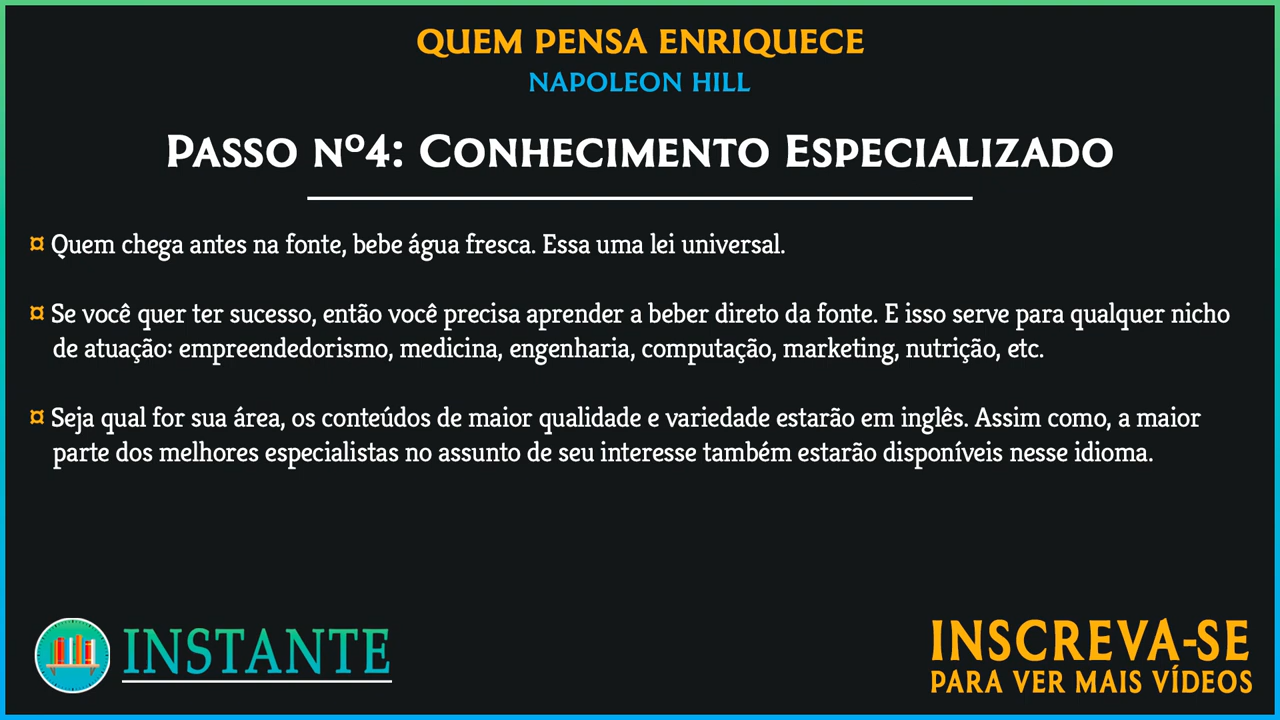 QUEM PENSA ENRIQUECE
NAPOLEON HILL
PASSO Nº4: CONHECIMENTO ESPECIALIZADO
¤ Quem chega antes na fonte, bebe água fresca. Essa uma lei universal.
¤ Se você quer ter sucesso, então você precisa aprender a beber direto da fonte. E isso serve para qualquer nicho
de atuação: empreendedorismo, medicina, engenharia, computação, marketing, nutrição, etc.
¤ Seja qual for sua área, os conteúdos de maior qualidade e variedade estarão em inglês. Assim como, a maior
parte dos melhores especialistas no assunto de seu interesse também estarão disponíveis nesse idioma.
INSTANTE
INSCREVA-SE
PARA VER MAIS VÍDEOS